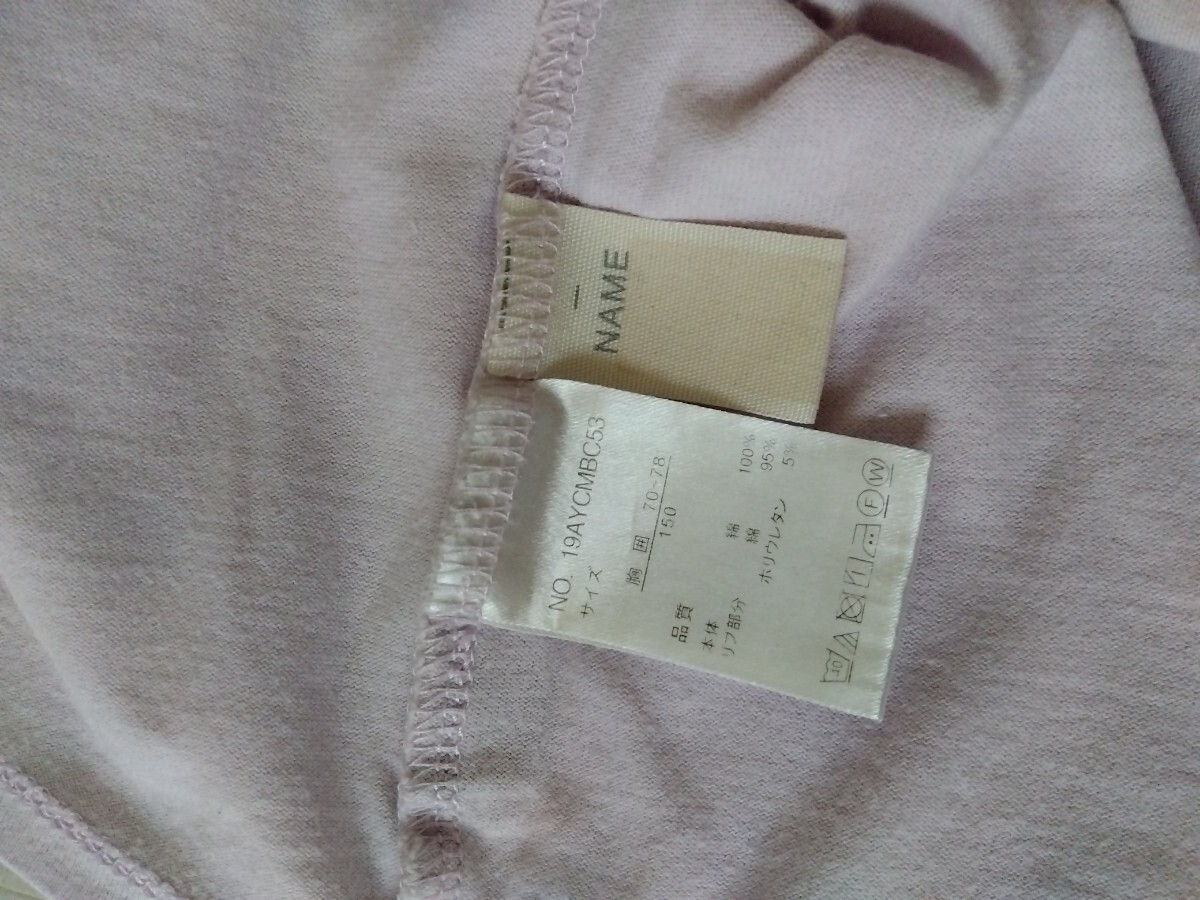 NAME
NO. 19AYCMBC53
サイズ
胸囲 70-78
150
品質
本体 綿 100%
リブ部分 綿 95%
ポリウレタン 5%
40 F W